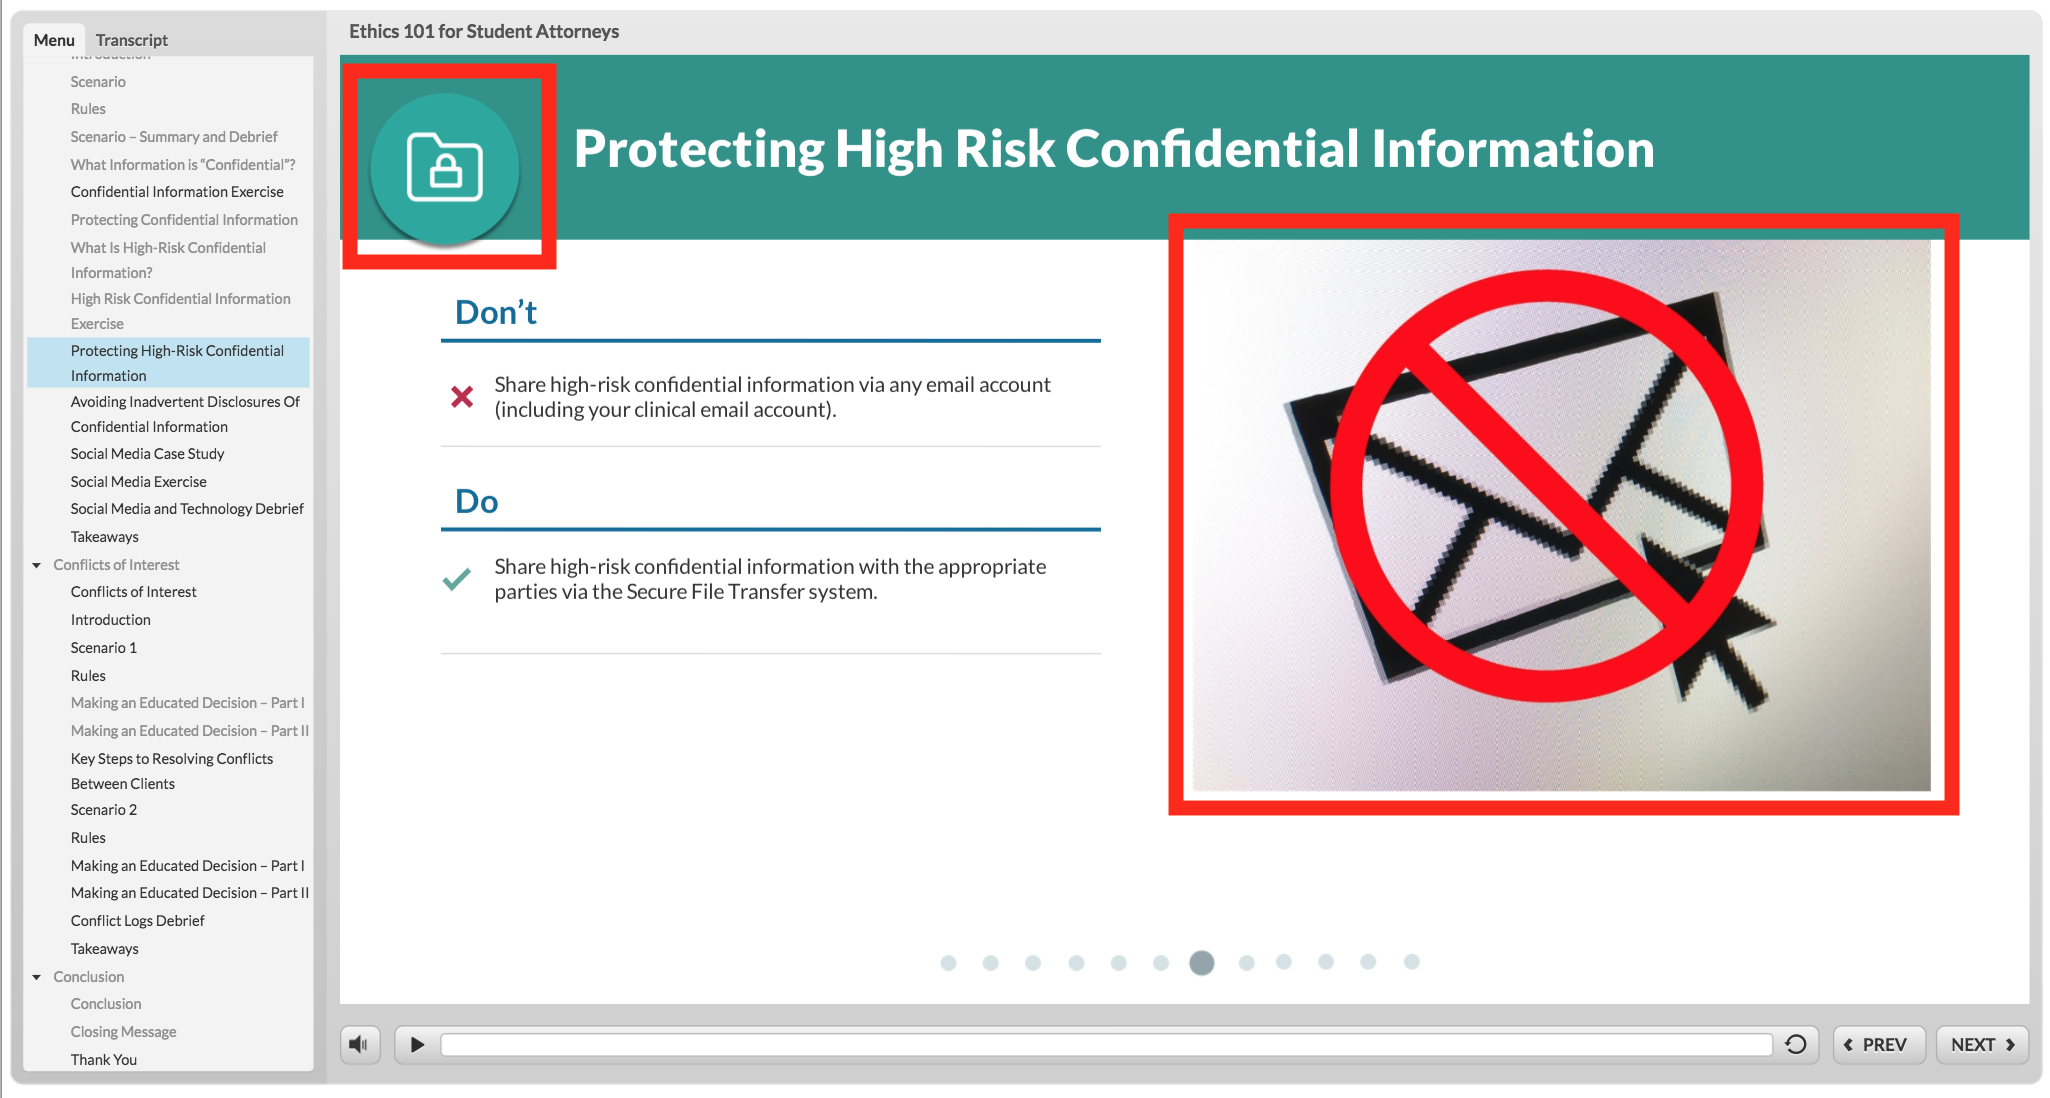 Menu
Transcript
Introduction
Scenario
Rules
Scenario – Summary and Debrief
What Information is “Confidential”?
Confidential Information Exercise
Protecting Confidential Information
What Is High-Risk Confidential
Information?
High Risk Confidential Information
Exercise
Protecting High-Risk Confidential
Information
Avoiding Inadvertent Disclosures Of
Confidential Information
Social Media Case Study
Social Media Exercise
Social Media and Technology Debrief
Takeaways
Conflicts of Interest
Conflicts of Interest
Introduction
Scenario 1
Rules
Making an Educated Decision – Part I
Making an Educated Decision – Part II
Key Steps to Resolving Conflicts
Between Clients
Scenario 2
Rules
Making an Educated Decision – Part I
Making an Educated Decision – Part II
Conflict Logs Debrief
Takeaways
Conclusion
Conclusion
Closing Message
Thank You
Ethics 101 for Student Attorneys
Protecting High Risk Confidential Information
Don’t
Share high-risk confidential information via any email account
(including your clinical email account).
Do
Share high-risk confidential information with the appropriate
parties via the Secure File Transfer system.
PREV
NEXT